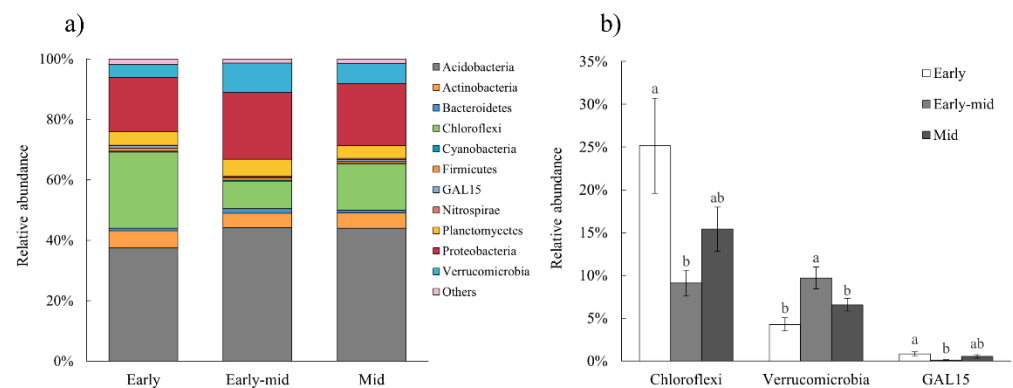 a)
100%
80%
60%
40%
20%
0%
Relative abundance
Early
Early-mid
Mid
Acidobacteria
Actinobacteria
Bacteroidetes
Chloroflexi
Cyanobacteria
Firmicutes
GAL15
Nitrospirae
Planctomycetes
Proteobacteria
Verrucomicrobia
Others
b)
35%
30%
25%
20%
15%
10%
5%
0%
Relative abundance
a
b
ab
b
a
b
a
b
ab
Chloroflexi
Verrucomicrobia
GAL15
Early
Early-mid
Mid